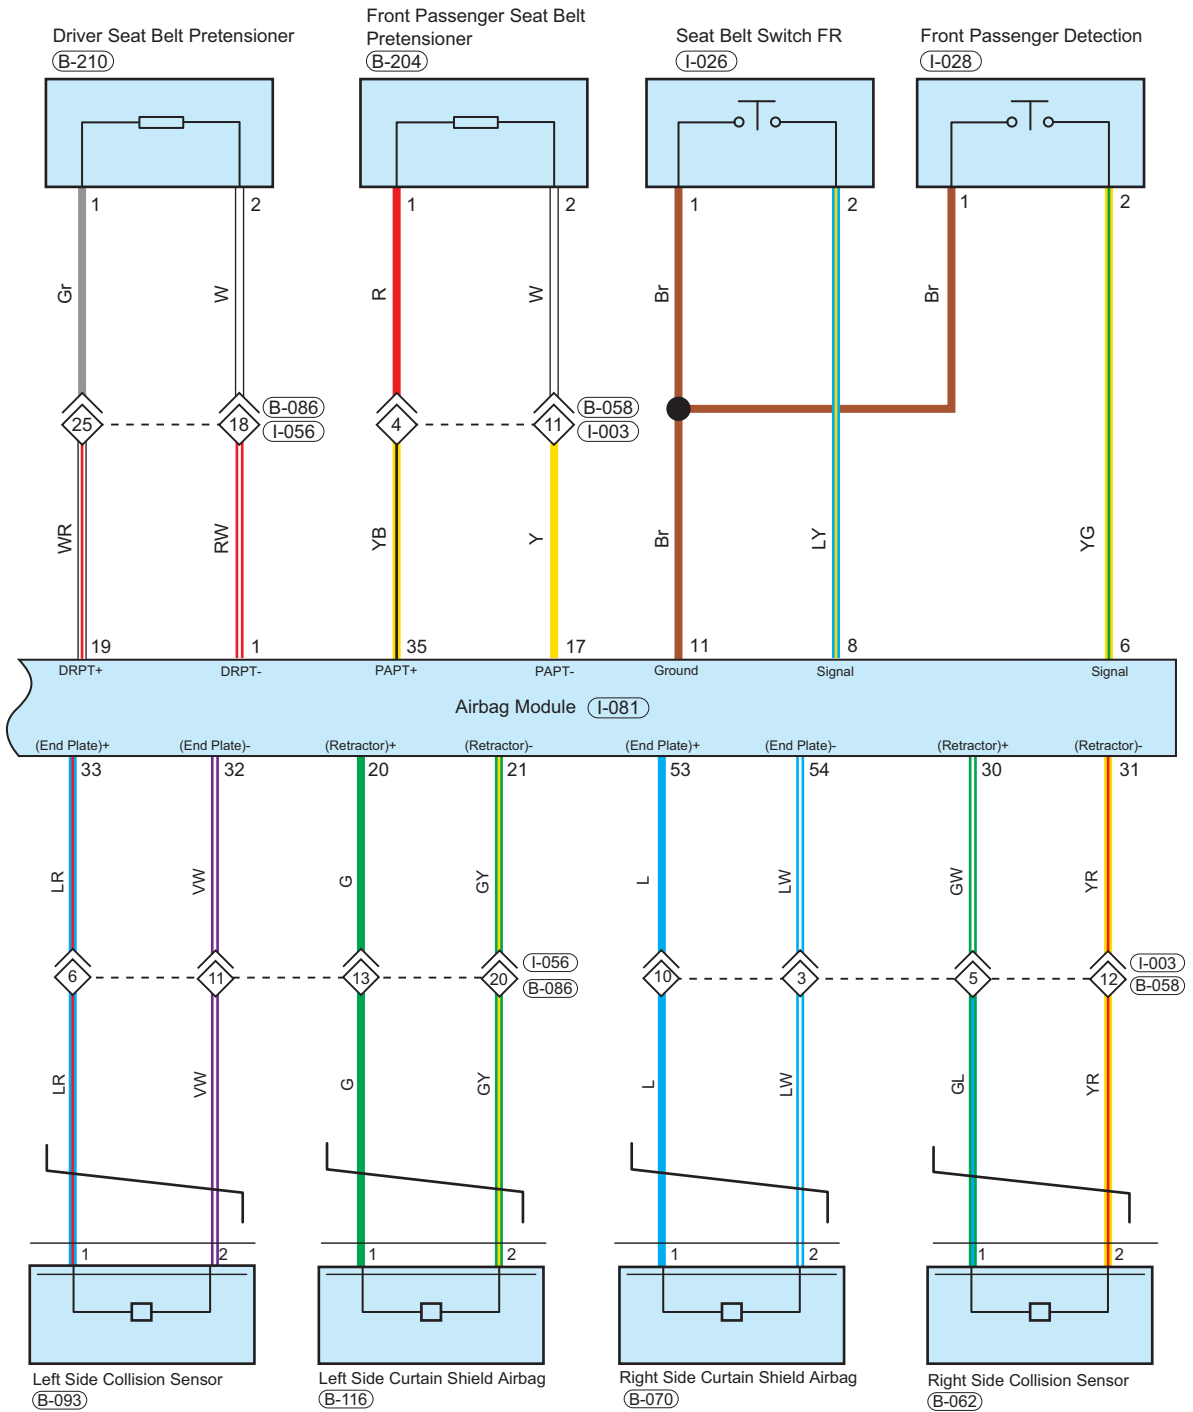 Driver Seat Belt Pretensioner
B-210
Front Passenger Seat Belt
Pretensioner
B-204
Seat Belt Switch FR
I-026
Front Passenger Detection
I-028
1 2 1 2 1 2 1 2
Gr W R W Br Br
25 18 B-086 I-056 4 11 B-058 I-003
WR RW YB Y Br LY YG
19 1 35 17 11 8 6
DRPT+ DRPT- PAPT+ PAPT- Ground Signal Signal
Airbag Module I-081
(End Plate)+ (End Plate)- (Retractor)+ (Retractor)- (End Plate)+ (End Plate)- (Retractor)+ (Retractor)-
33 32 20 21 53 54 30 31
LR VW G GY L LW GW YR
6 11 13 20 I-056 B-086 10 3 5 12 I-003 B-058
LR VW G GY L LW GL YR
1 2 1 2 1 2 1 2
Left Side Collision Sensor
B-093
Left Side Curtain Shield Airbag
B-116
Right Side Curtain Shield Airbag
B-070
Right Side Collision Sensor
B-062